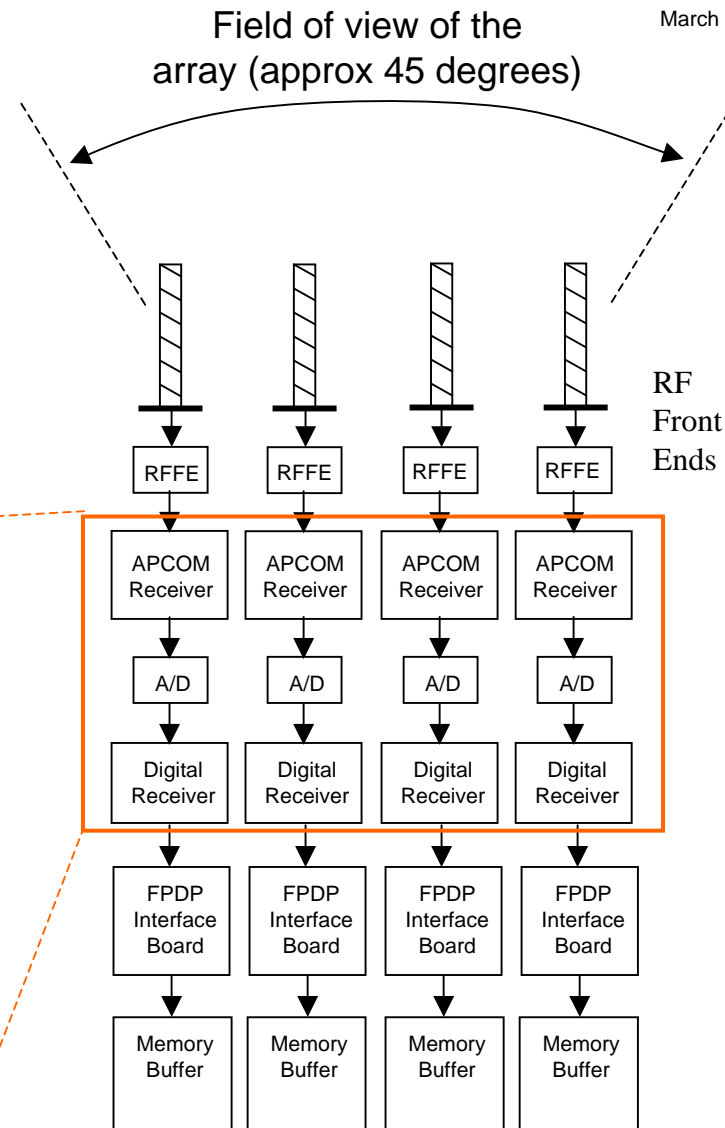 Field of view of the
array (approx 45 degrees)
March
RF
Front
Ends
RFFE RFFE RFFE RFFE
APCOM APCOM APCOM APCOM
Receiver Receiver Receiver Receiver
A/D A/D A/D A/D
Digital Digital Digital Digital
Receiver Receiver Receiver Receiver
FPDP FPDP FPDP FPDP
Interface Interface Interface Interface
Board Board Board Board
Memory Memory Memory Memory
Buffer Buffer Buffer Buffer